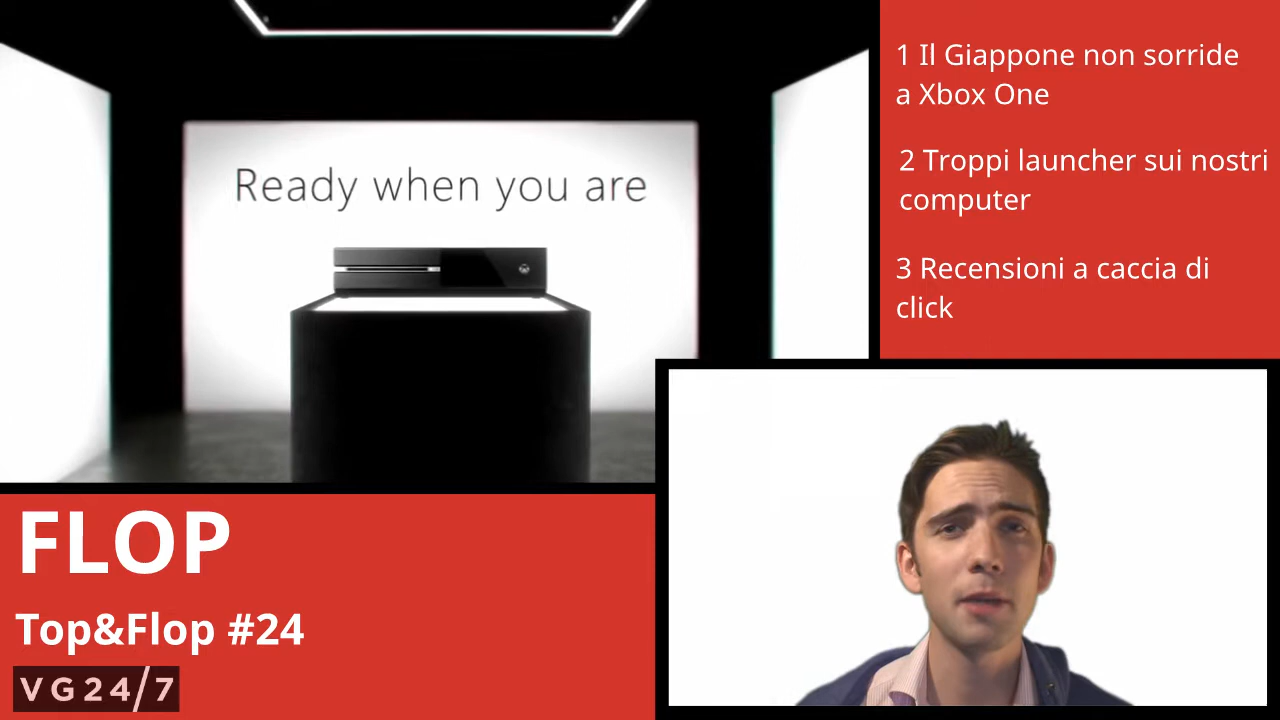 Ready when you are
1 Il Giappone non sorride
a Xbox One
2 Troppi launcher sui nostri
computer
3 Recensioni a caccia di
click
FLOP
Top&Flop #24
VG24/7